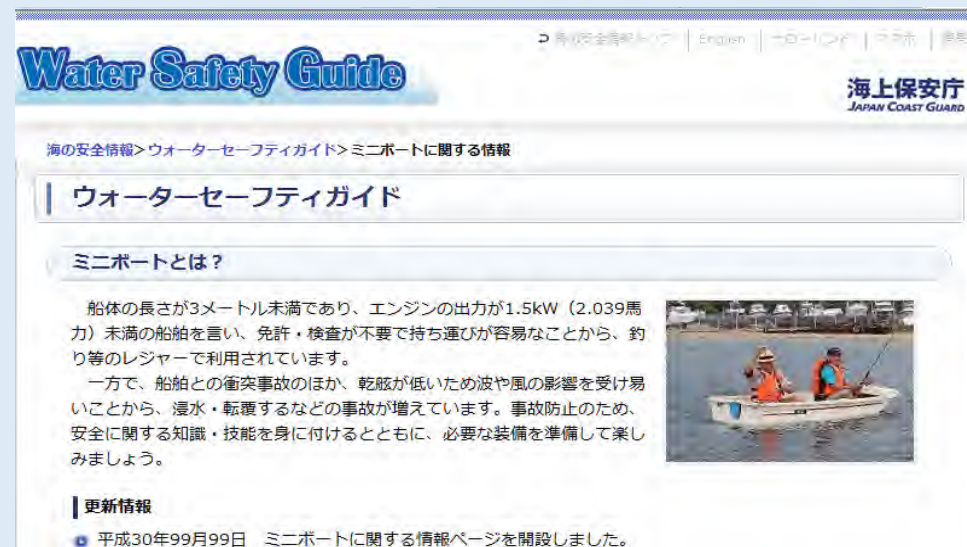 Water Safety Guide
English
海上保安庁
JAPAN COAST GUARD
海の安全情報>ウォーターセーフティガイド>ミニボートに関する情報
ウォーターセーフティガイド
ミニボートとは？
船体の長さが3メートル未満であり、エンジンの出力が1.5kW（2.039馬
力）未満の船舶を言い、免許・検査が不要で持ち運びが容易なことから、釣
り等のレジャーで利用されています。
一方で、船舶との衝突事故のほか、乾舷が低いため波や風の影響を受け易
いことから、浸水・転覆するなどの事故が増えています。事故防止のため、
安全に関する知識・技能を身に付けるとともに、必要な装備を準備して楽し
みましょう。
更新情報
平成30年99月99日　ミニボートに関する情報ページを開設しました。